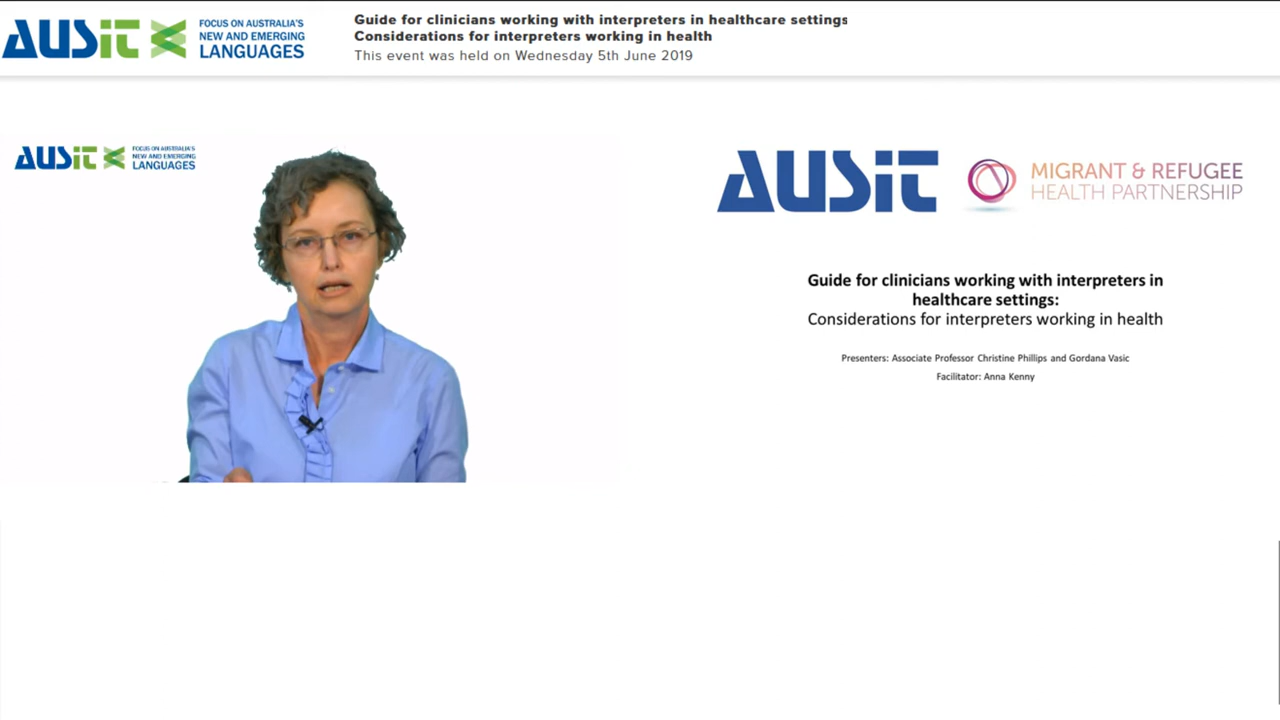 AUSiT
FOCUS ON AUSTRALIA'S
NEW AND EMERGING
LANGUAGES
Guide for clinicians working with interpreters in healthcare settings
Considerations for interpreters working in health
This event was held on Wednesday 5th June 2019
AUSiT
FOCUS ON AUSTRALIA'S
NEW AND EMERGING
LANGUAGES
AUSiT
MIGRANT & REFUGEE
HEALTH PARTNERSHIP
Guide for clinicians working with interpreters in
healthcare settings:
Considerations for interpreters working in health
Presenters: Associate Professor Christine Phillips and Gordana Vasic
Facilitator: Anna Kenny